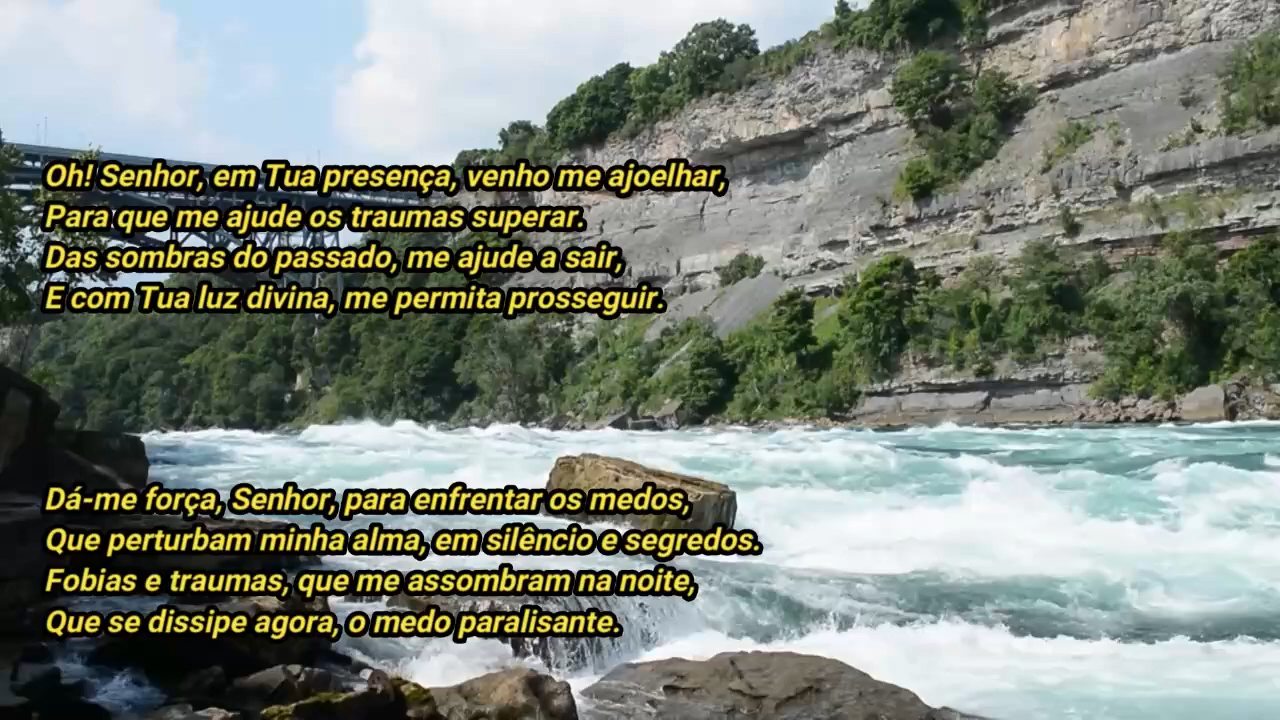 Oh! Senhor, em Tua presença, venho me ajoelhar,
Para que me ajude os traumas superar.
Das sombras do passado, me ajude a sair,
E com Tua luz divina, me permita prosseguir.
Dá-me força, Senhor, para enfrentar os medos,
Que perturbam minha alma, em silêncio e segredos.
Fobias e traumas, que me assombram na noite,
Que se dissipe agora, o medo paralisante.